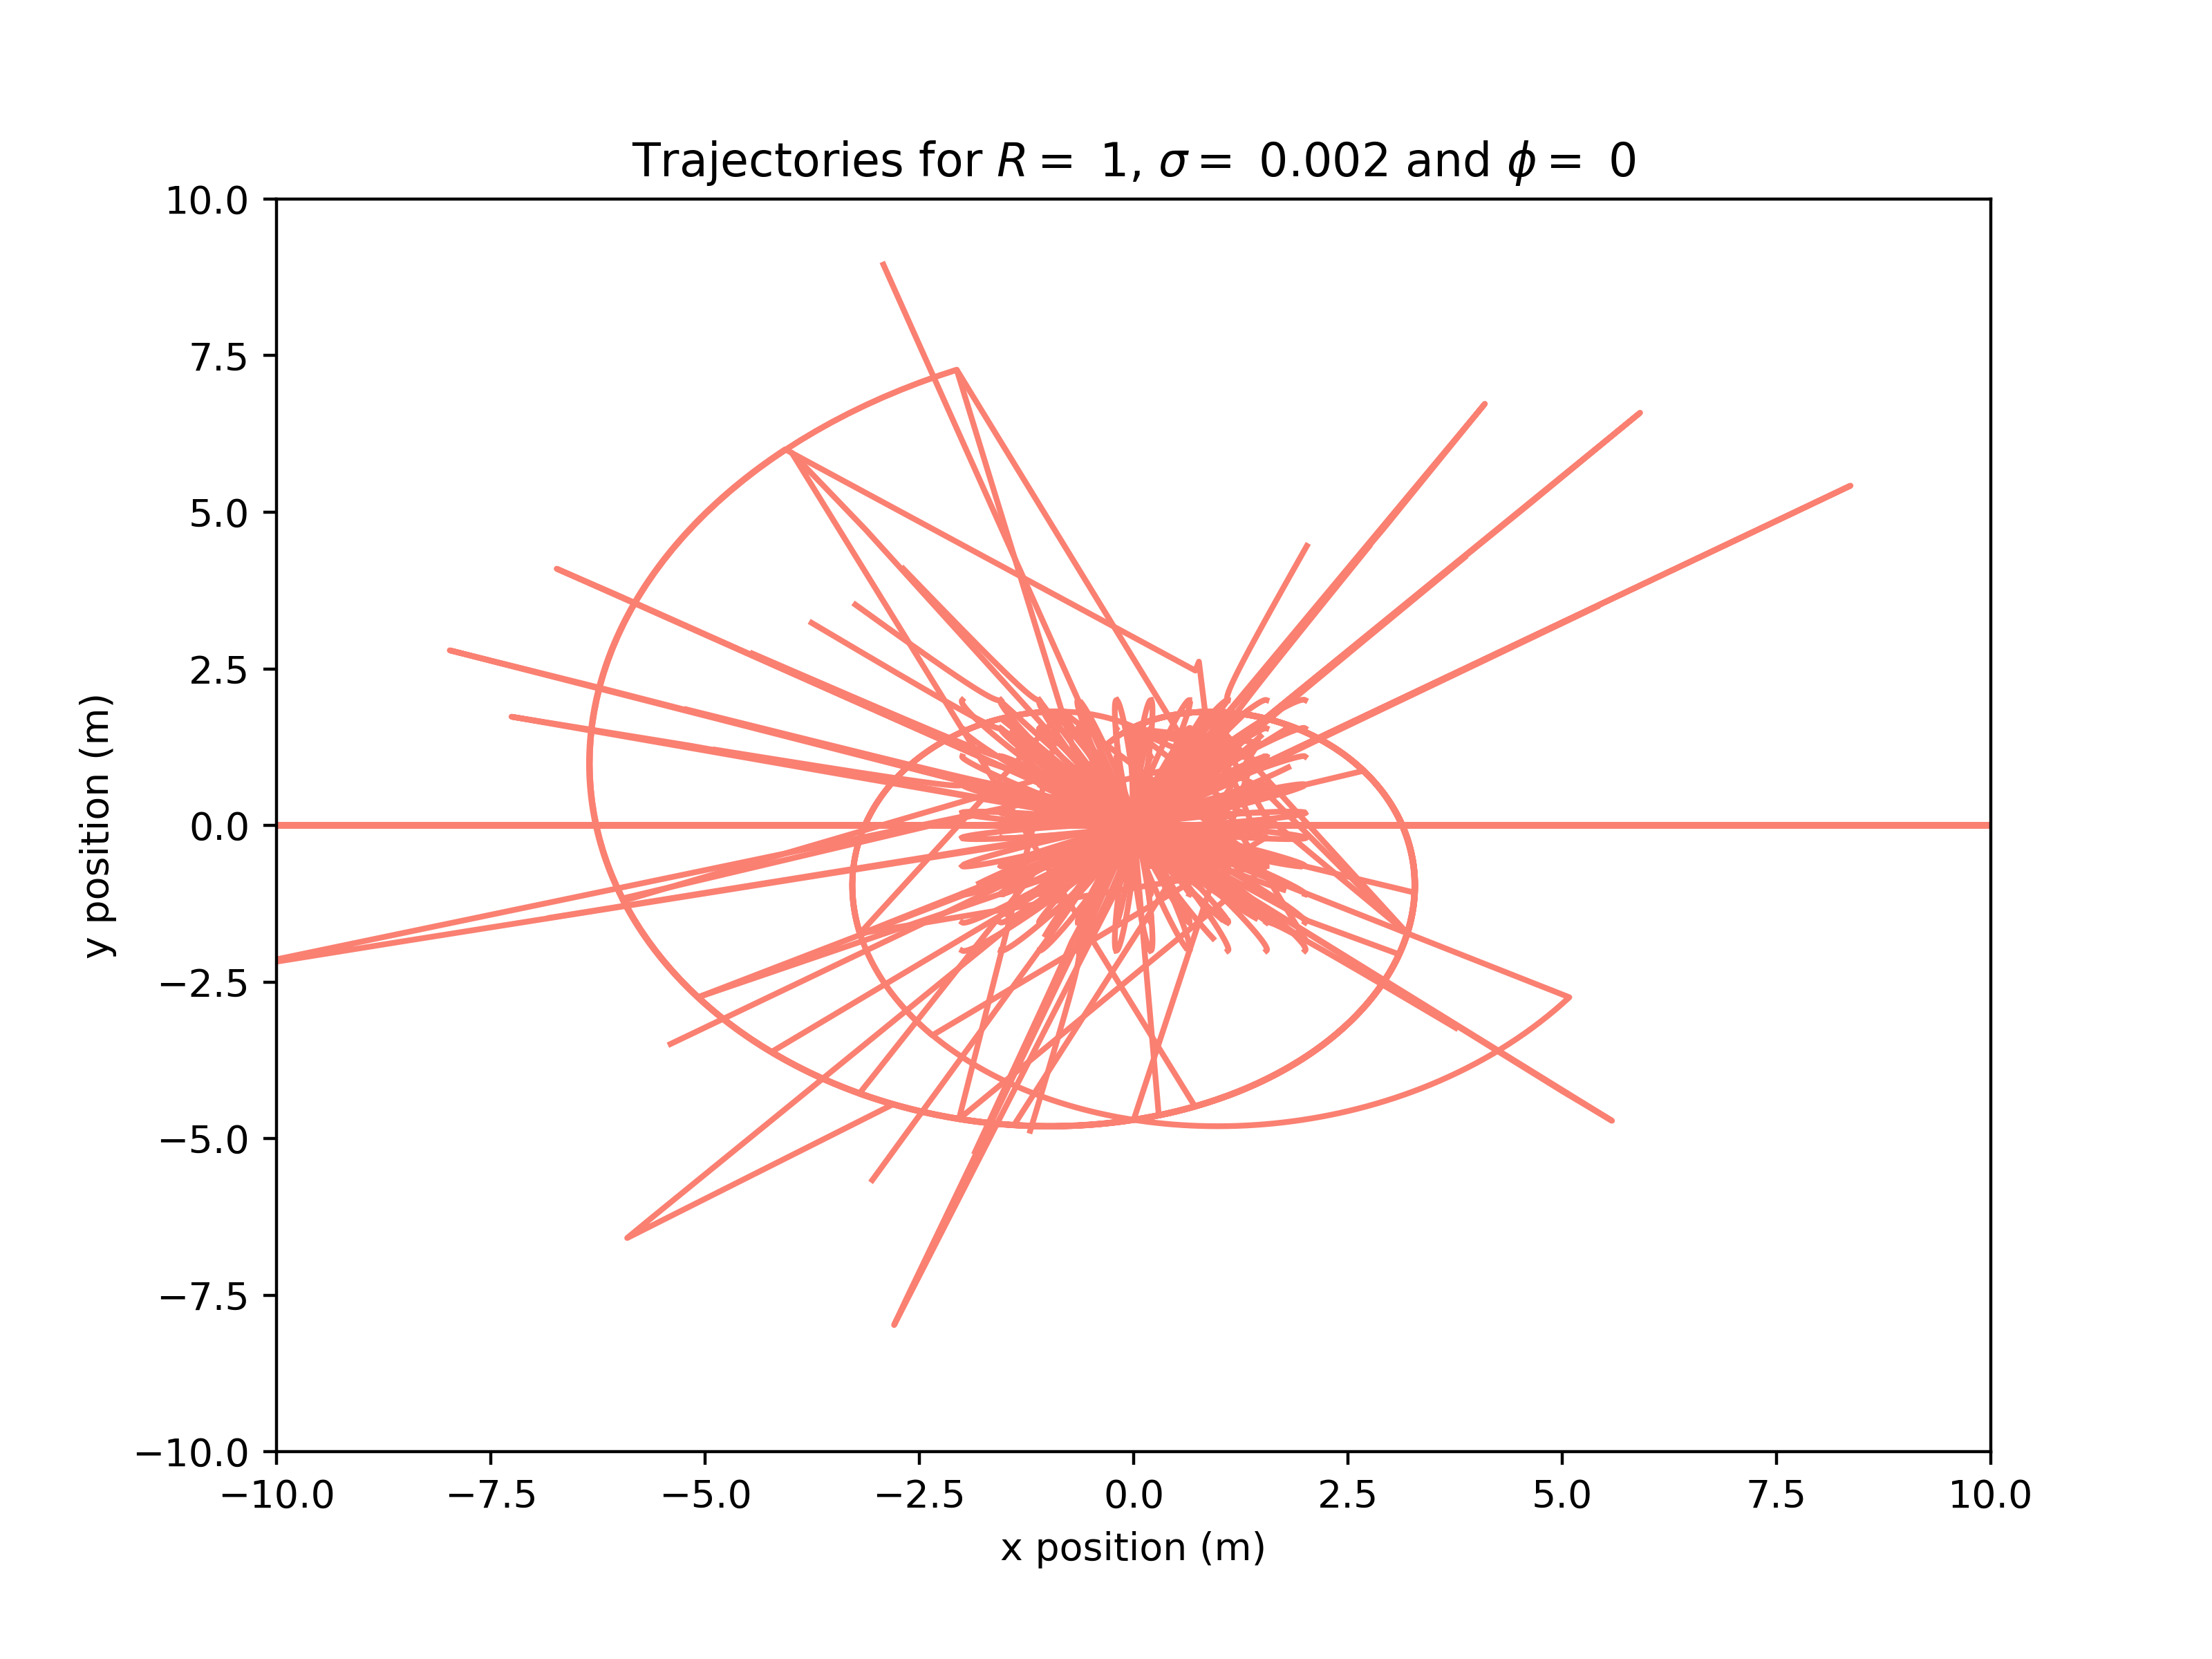 Trajectories for R = 1, σ = 0.002 and ϕ = 0
10.0
7.5
5.0
2.5
0.0
−2.5
−5.0
−7.5
−10.0
y position (m)
−10.0 −7.5 −5.0 −2.5 0.0 2.5 5.0 7.5 10.0
x position (m)